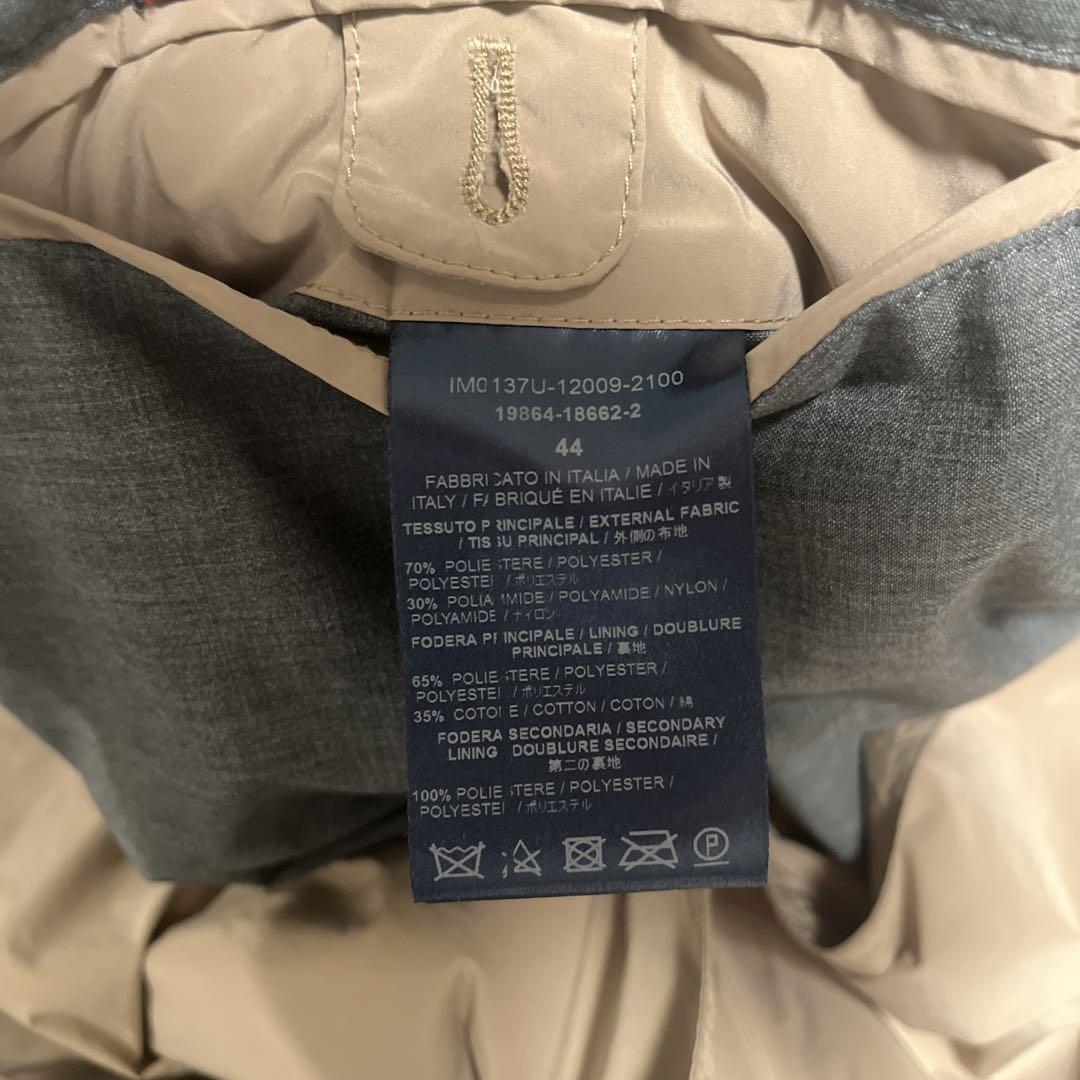 IM0137U-12009-2100
19864-18662-2
44
FABBRICATO IN ITALIA / MADE IN
ITALY / FABRIQUÉ EN ITALIE / イタリア製
TESSUTO PRINCIPALE / EXTERNAL FABRIC
/ TISSU PRINCIPAL / 外側の布地
70% POLIESTERE / POLYESTER /
POLYESTER / ポリエステル
30% POLIAMMIDE / POLYAMIDE / NYLON /
POLYAMIDE / ナイロン
FODERA PRINCIPALE / LINING / DOUBLURE
PRINCIPALE / 裏地
65% POLIESTERE / POLYESTER /
POLYESTER / ポリエステル
35% COTONE / COTTON / COTON / 綿
FODERA SECONDARIA / SECONDARY
LINING / DOUBLURE SECONDAIRE /
第二の裏地
100% POLIESTERE / POLYESTER /
POLYESTER / ポリエステル
P